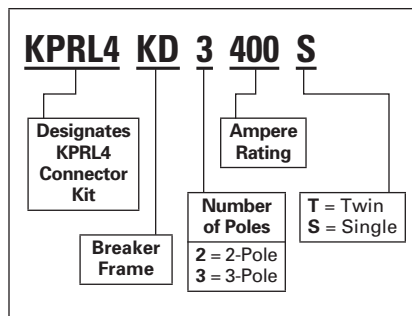 KPRL4 KD 3 400 S
Designates
KPRL4
Connector
Kit
Ampere
Rating
Breaker
Frame
Number
of Poles
2 = 2-Pole
3 = 3-Pole
T = Twin
S = Single